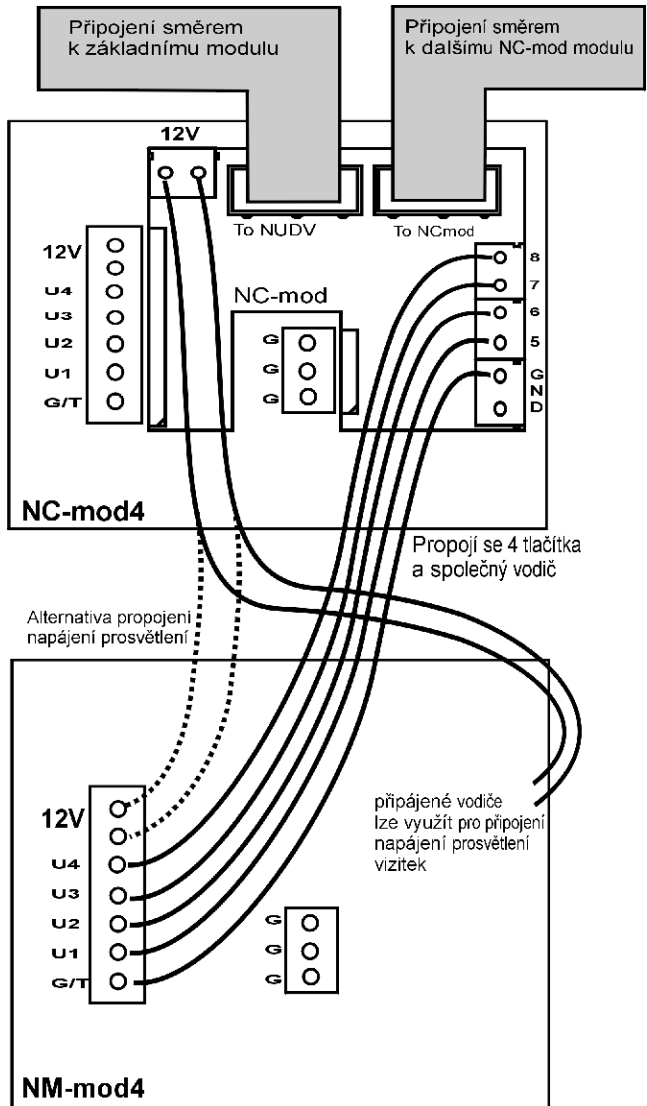 Připojení směrem
k základnímu modulu
Připojení směrem
k dalšímu NC-mod modulu
12V
To NUDV
To NCmod
12V
U4
U3
U2
U1
G/T
NC-mod
G
G
G
8
7
6
5
G
N
D
NC-mod4
Propojí se 4 tlačítka
a společný vodič
Alternativa propojení
napájení prosvětlení
12V
U4
U3
U2
U1
G/T
G
G
G
připájené vodiče
lze využít pro připojení
napájení prosvětlení
vizitek
NM-mod4